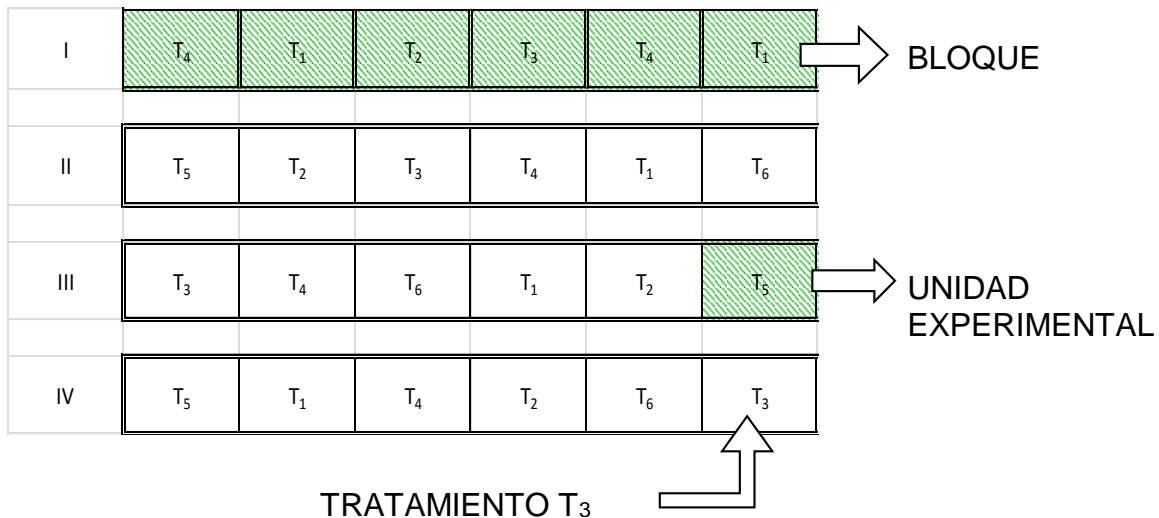 I T₄ T₁ T₂ T₃ T₄ T₁ BLOQUE
II T₅ T₂ T₃ T₄ T₁ T₆
III T₃ T₄ T₆ T₁ T₂ T₅ UNIDAD
EXPERIMENTAL
IV T₅ T₁ T₄ T₂ T₆ T₃
TRATAMIENTO T₃